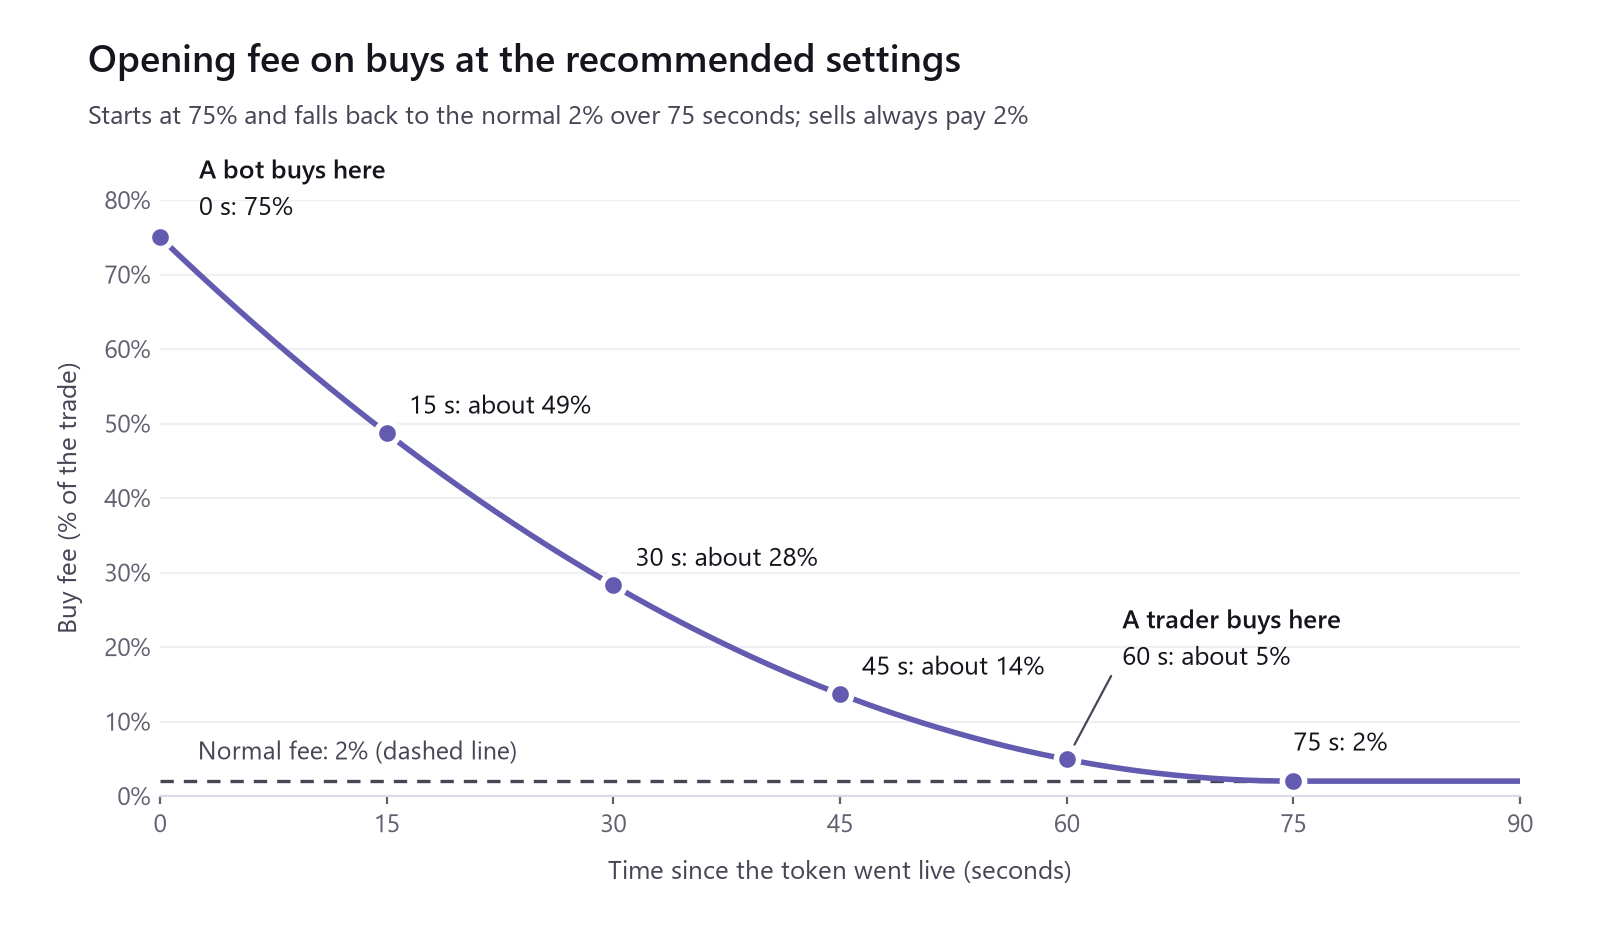 Opening fee on buys at the recommended settings
Starts at 75% and falls back to the normal 2% over 75 seconds; sells always pay 2%
A bot buys here
0 s: 75%
80%
70%
60%
50%
40%
30%
20%
10%
0%
Buy fee (% of the trade)
15 s: about 49%
30 s: about 28%
45 s: about 14%
A trader buys here
60 s: about 5%
75 s: 2%
Normal fee: 2% (dashed line)
0 15 30 45 60 75 90
Time since the token went live (seconds)